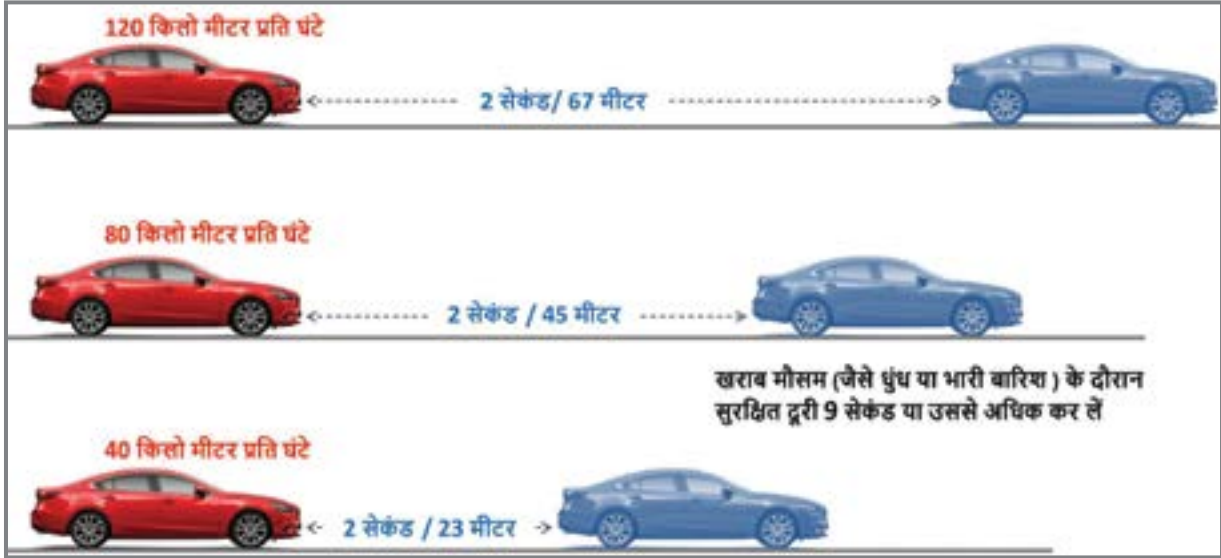 120 किलो मीटर प्रति घंटे
2 सेकंड/ 67 मीटर
80 किलो मीटर प्रति घंटे
2 सेकंड / 45 मीटर
खराब मौसम (जैसे धुंध या भारी बारिश ) के दौरान
सुरक्षित दूरी 9 सेकंड या उससे अधिक कर लें
40 किलो मीटर प्रति घंटे
2 सेकंड / 23 मीटर